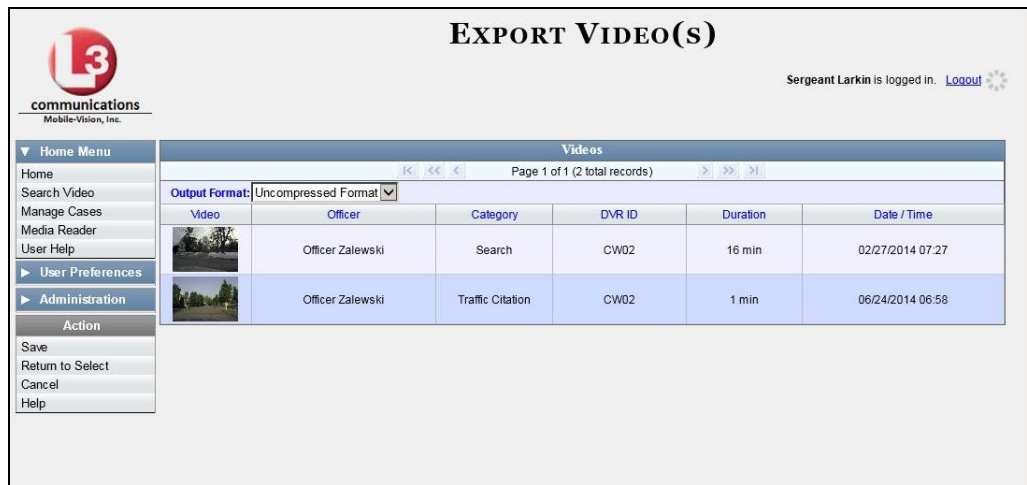 EXPORT VIDEO(S)
L3
communications
Mobile-Vision, Inc.
Sergeant Larkin is logged in. Logout
▼ Home Menu
Home
Search Video
Manage Cases
Media Reader
User Help
▶ User Preferences
▶ Administration
Action
Save
Return to Select
Cancel
Help
Videos
Page 1 of 1 (2 total records)
Output Format: Uncompressed Format
Video Officer Category DVR ID Duration Date / Time
Officer Zalewski Search CW02 16 min 02/27/2014 07:27
Officer Zalewski Traffic Citation CW02 1 min 06/24/2014 06:58